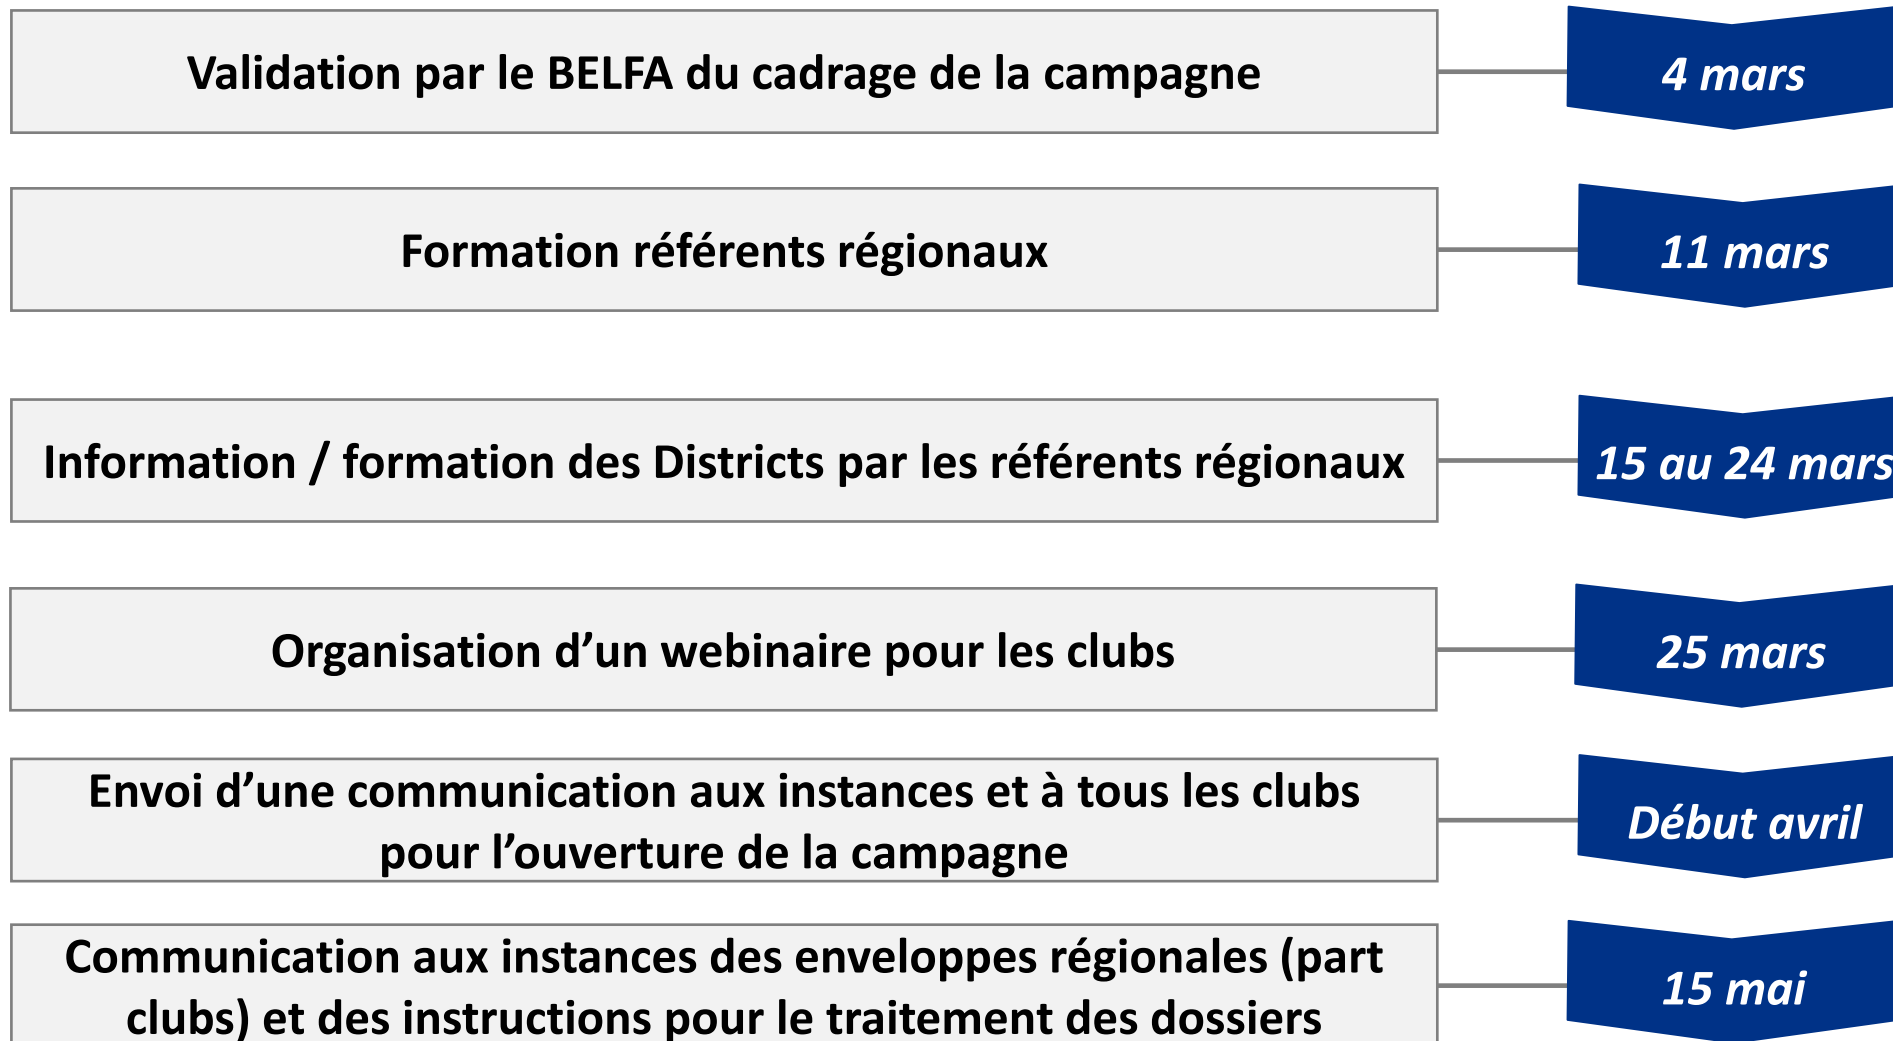 Validation par le BELFA du cadrage de la campagne
4 mars
Formation référents régionaux
11 mars
Information / formation des Districts par les référents régionaux
15 au 24 mars
Organisation d’un webinaire pour les clubs
25 mars
Envoi d’une communication aux instances et à tous les clubs
pour l’ouverture de la campagne
Début avril
Communication aux instances des enveloppes régionales (part
clubs) et des instructions pour le traitement des dossiers
15 mai